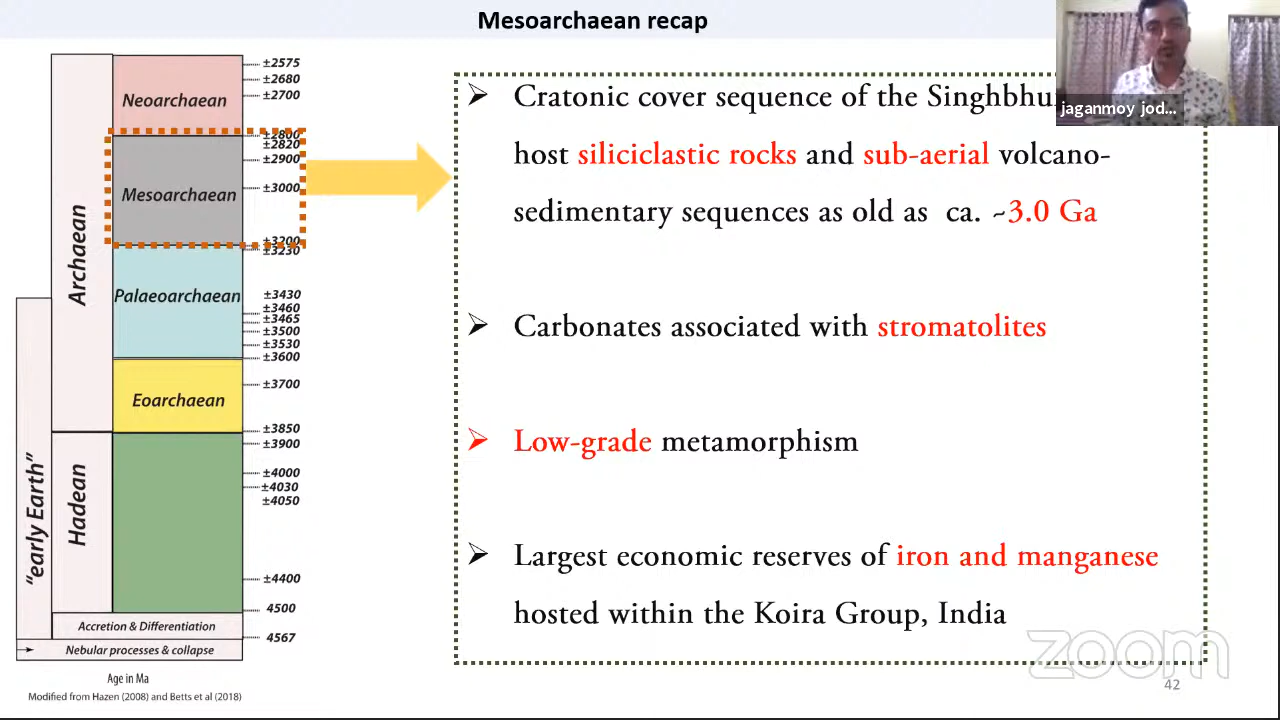 Mesoarchaean recap
jaganmoy jod...
Archaean
Neoarchaean
Mesoarchaean
Palaeoarchaean
Eoarchaean
"early Earth"
Hadean
Accretion & Differentiation
Nebular processes & collapse
±2575
±2680
±2700
±2800
±2820
±2900
±3000
±3200
±3230
±3430
±3460
±3465
±3500
±3530
±3600
±3700
±3850
±3900
±4000
±4030
±4050
±4400
4500
4567
Age in Ma
Modified from Hazen (2008) and Betts et al (2018)
➢ Cratonic cover sequence of the
host siliciclastic rocks and sub-aerial volcano-
sedimentary sequences as old as ca. ~3.0 Ga
➢ Carbonates associated with stromatolites
➢ Low-grade metamorphism
➢ Largest economic reserves of iron and manganese
hosted within the Koira Group, India
zoom
42